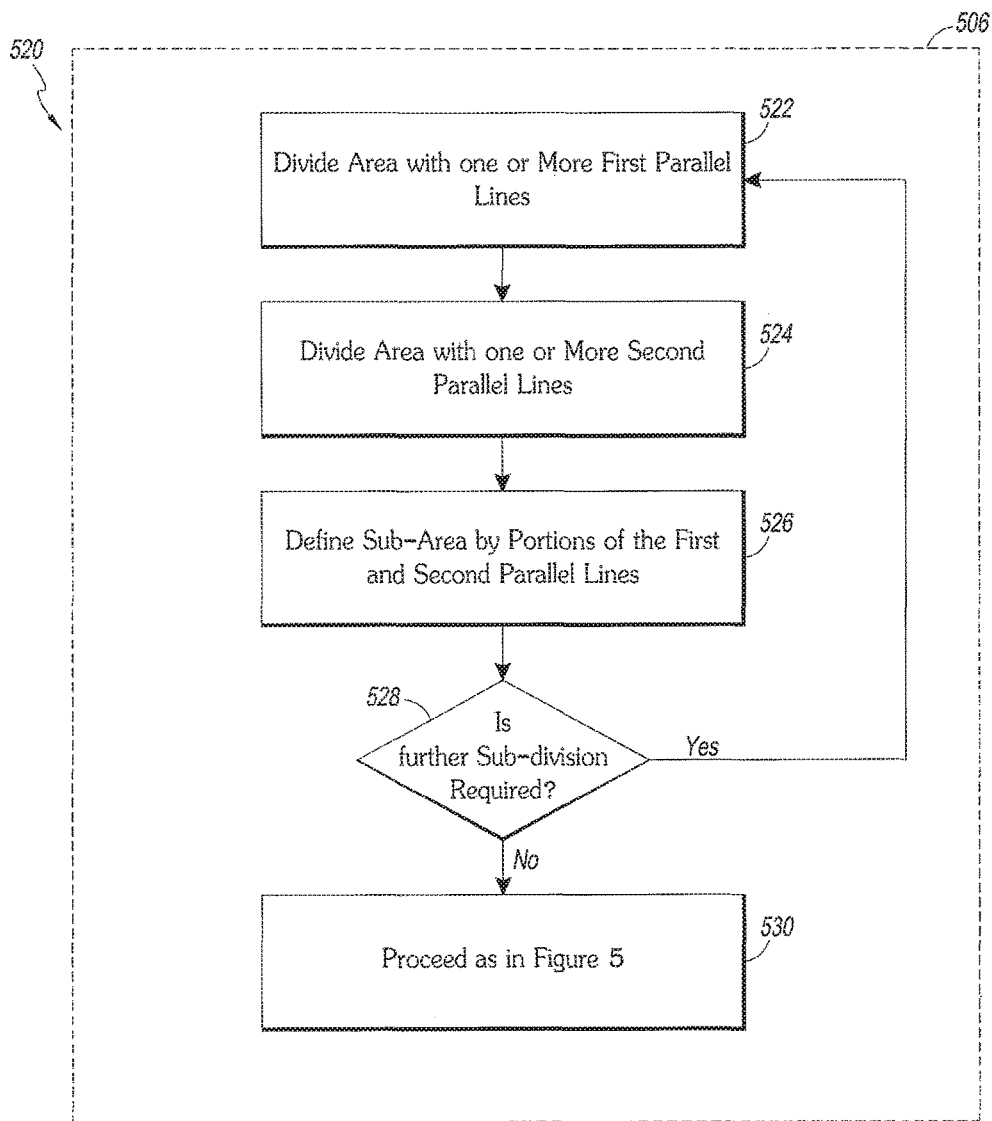 520
506
522
Divide Area with one or More First Parallel
Lines
524
Divide Area with one or More Second
Parallel Lines
526
Define Sub-Area by Portions of the First
and Second Parallel Lines
528
Is
further Sub-division
Required?
Yes
No
530
Proceed as in Figure 5